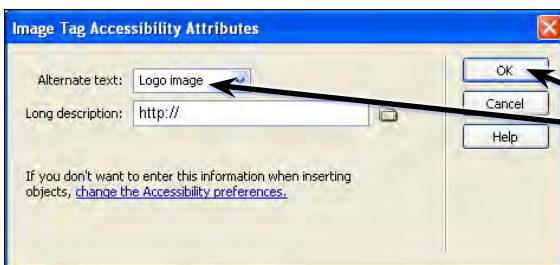 Image Tag Accessibility Attributes
Alternate text: Logo image
OK
Long description: http://
Cancel
Help
If you don't want to enter this information when inserting
objects, change the Accessibility preferences.